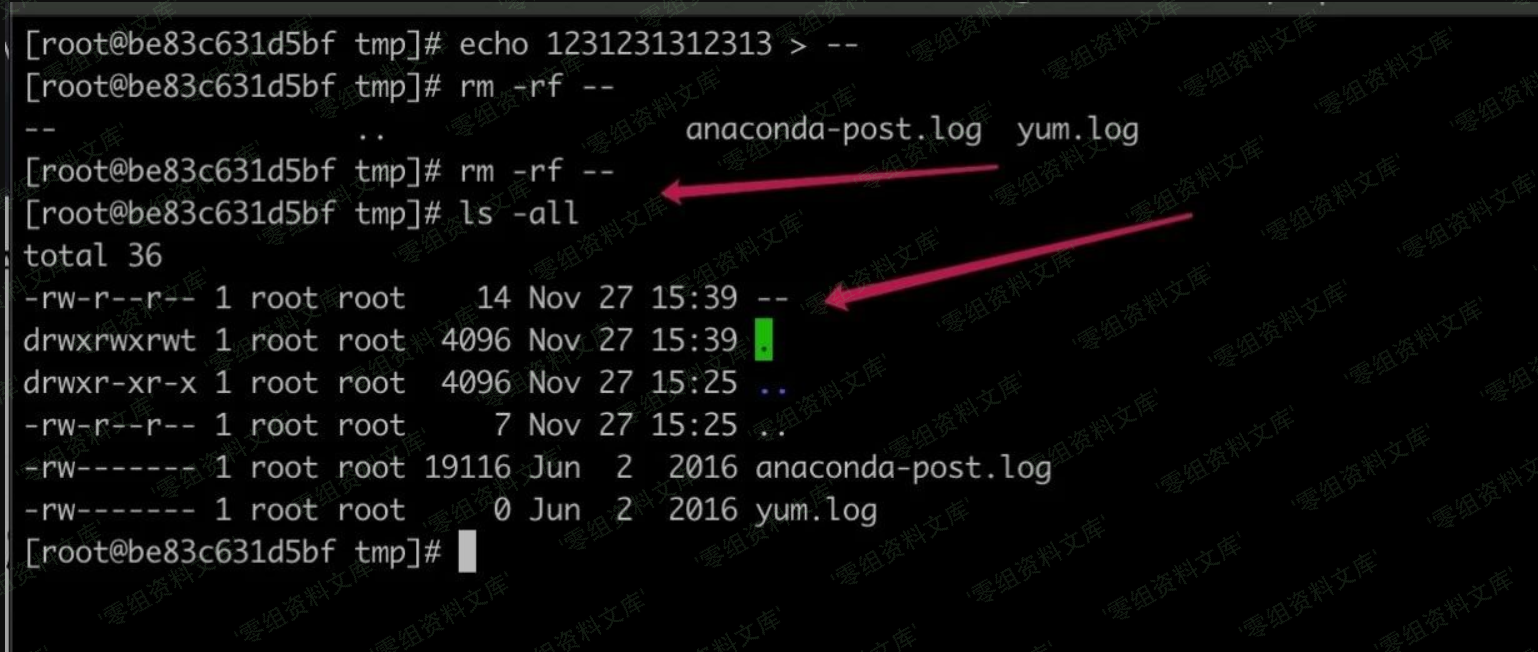 [root@be83c631d5bf tmp]# echo 1231231312313 > --
[root@be83c631d5bf tmp]# rm -rf --
--                ..                anaconda-post.log  yum.log
[root@be83c631d5bf tmp]# rm -rf --
[root@be83c631d5bf tmp]# ls -all
total 36
-rw-r--r-- 1 root root    14 Nov 27 15:39 --
drwxrwxrwt 1 root root  4096 Nov 27 15:39 .
drwxr-xr-x 1 root root  4096 Nov 27 15:25 ..
-rw-r--r-- 1 root root     7 Nov 27 15:25 ..
-rw------- 1 root root 19116 Jun  2  2016 anaconda-post.log
-rw------- 1 root root     0 Jun  2  2016 yum.log
[root@be83c631d5bf tmp]#
'零组资料文库'